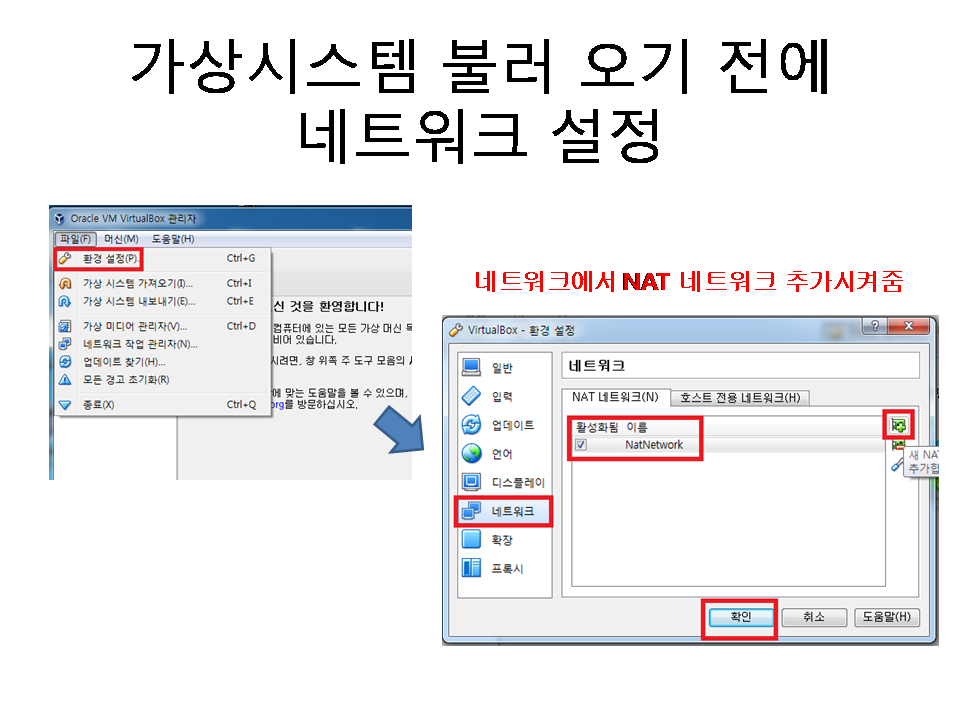 가상시스템 불러 오기 전에
네트워크 설정
Oracle VM VirtualBox 관리자
파일(F) 머신(M) 도움말(H)
환경 설정(P)... Ctrl+G
가상 시스템 가져오기(I)... Ctrl+I
가상 시스템 내보내기(E)... Ctrl+E
가상 미디어 관리자(V)... Ctrl+D
네트워크 작업 관리자(N)...
업데이트 찾기(H)...
모든 경고 초기화(R)
종료(X) Ctrl+Q
신 것을 환영합니다!
컴퓨터에 있는 모든 가상 머신
비어 있습니다.
시려면, 창 위쪽 주 도구 모음의
에 맞는 도움말을 볼 수 있으며,
org를 방문하십시오.
네트워크에서 NAT 네트워크 추가시켜줌
VirtualBox - 환경 설정
일반
입력
업데이트
언어
디스플레이
네트워크
확장
프록시
네트워크
NAT 네트워크(N) 호스트 전용 네트워크(H)
활성화됨 이름
NatNetwork
새 NAT
추가합
확인 취소 도움말(H)